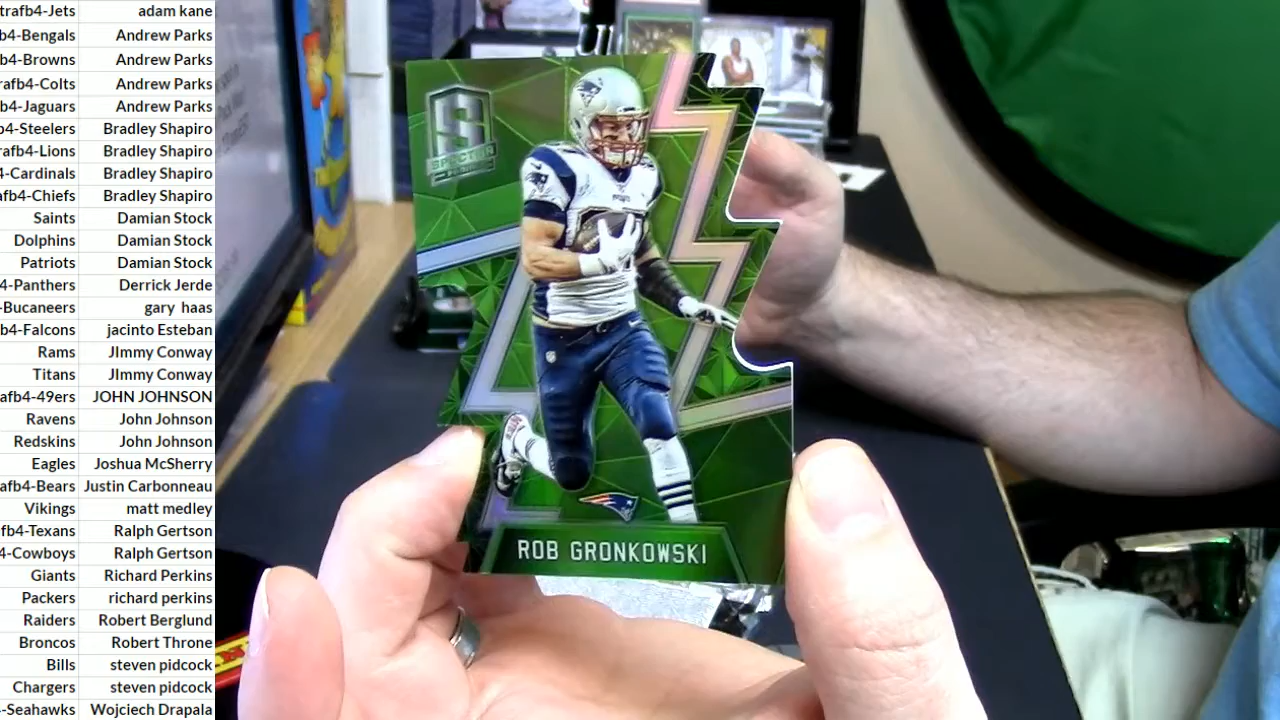 trafb4-Jets adam kane
b4-Bengals Andrew Parks
b4-Browns Andrew Parks
rafb4-Colts Andrew Parks
fb4-Jaguars Andrew Parks
b4-Steelers Bradley Shapiro
rafb4-Lions Bradley Shapiro
4-Cardinals Bradley Shapiro
afb4-Chiefs Bradley Shapiro
Saints Damian Stock
Dolphins Damian Stock
Patriots Damian Stock
4-Panthers Derrick Jerde
-Bucaneers gary haas
b4-Falcons jacinto Esteban
Rams JImmy Conway
Titans JImmy Conway
afb4-49ers JOHN JOHNSON
Ravens John Johnson
Redskins John Johnson
Eagles Joshua McSherry
afb4-Bears Justin Carbonneau
Vikings matt medley
fb4-Texans Ralph Gertson
4-Cowboys Ralph Gertson
Giants Richard Perkins
Packers richard perkins
Raiders Robert Berglund
Broncos Robert Throne
Bills steven pidcock
Chargers steven pidcock
-Seahawks Wojciech Drapala
S
SPECTRA
ROB GRONKOWSKI